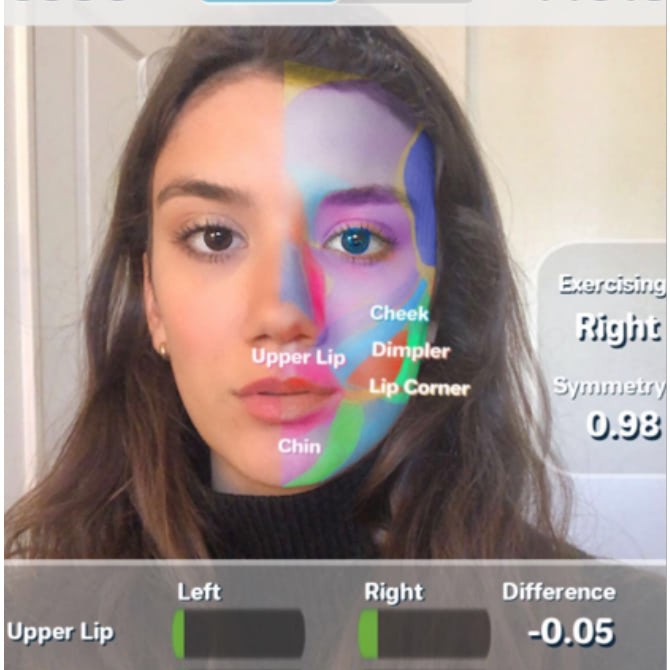 Exercising
Right
Cheek
Symmetry
Dimpler
Upper Lip
Lip Corner
0.98
Chin
Left Right Difference
Upper Lip -0.05